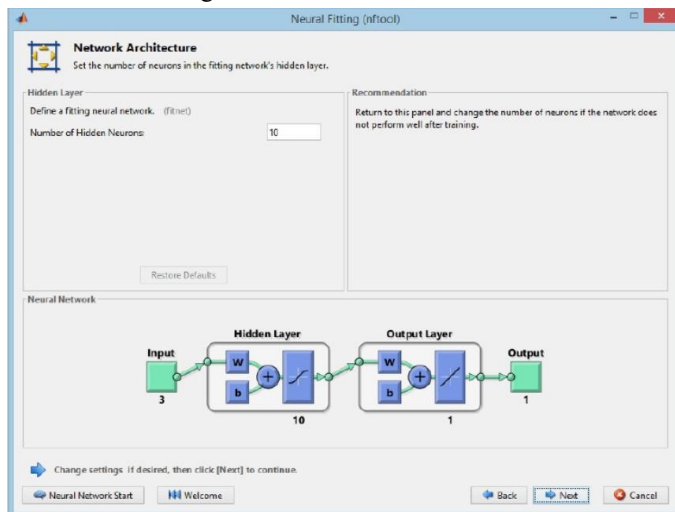 Neural Fitting (nftool)
Network Architecture
Set the number of neurons in the fitting network's hidden layer.
Hidden Layer
Define a fitting neural network. (fitnet)
Number of Hidden Neurons: 10
Restore Defaults
Recommendation
Return to this panel and change the number of neurons if the network does
not perform well after training.
Neural Network
Hidden Layer
Output Layer
Input
Output
W
b
W
b
3
10
1
1
Change settings if desired, then click [Next] to continue.
Neural Network Start
Welcome
Back
Next
Cancel